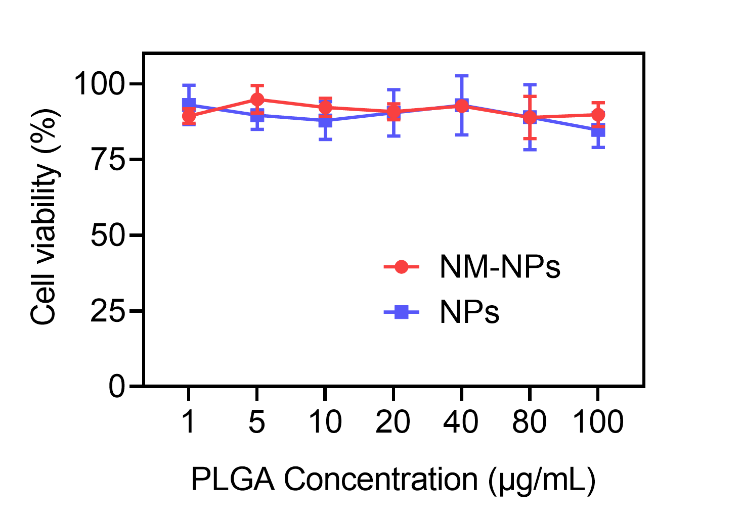 100
75
50
25
0
Cell viability (%)
NM-NPs
NPs
1 5 10 20 40 80 100
PLGA Concentration (μg/mL)